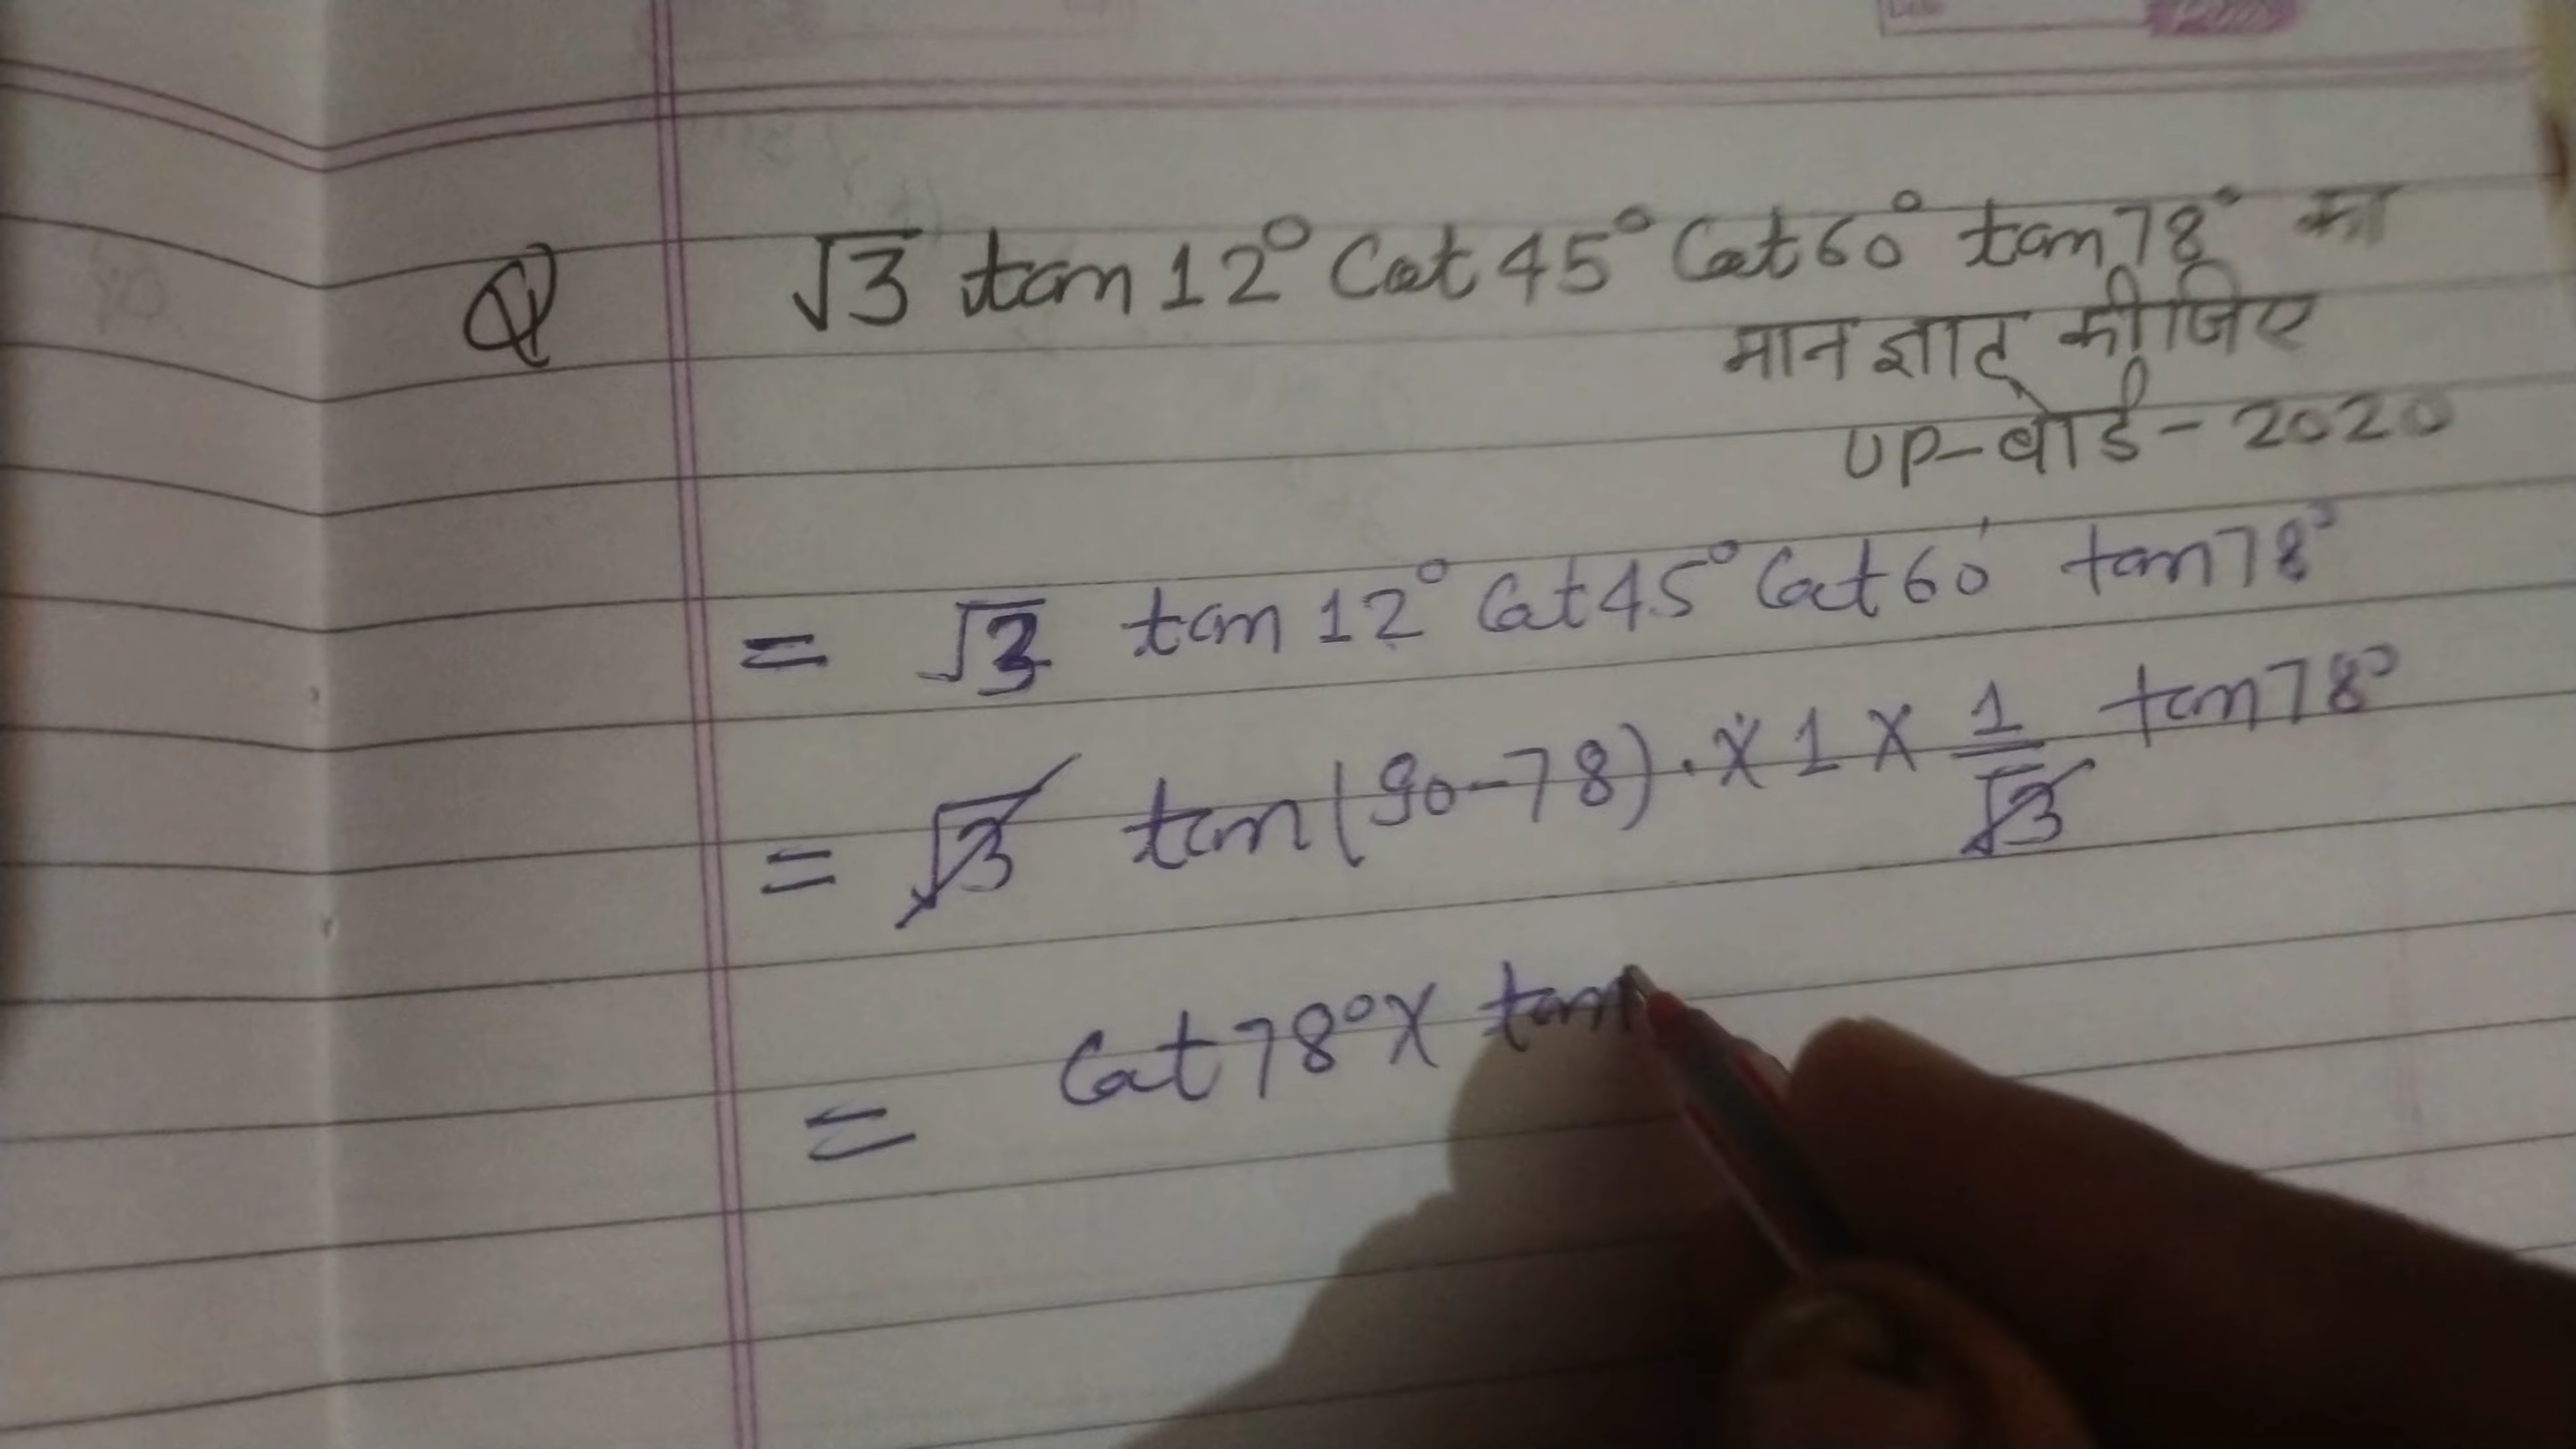 Q √3 tan 12° Cot 45° Cot 60° tan 78° का
मान ज्ञात कीजिए
UP-बोर्ड - 2020
= √3 tan 12° Cot 45° Cot 60° tan 78°
= √3 tan (90-78) . × 1 × 1/√3 tan 78°
= Cot 78° × tan